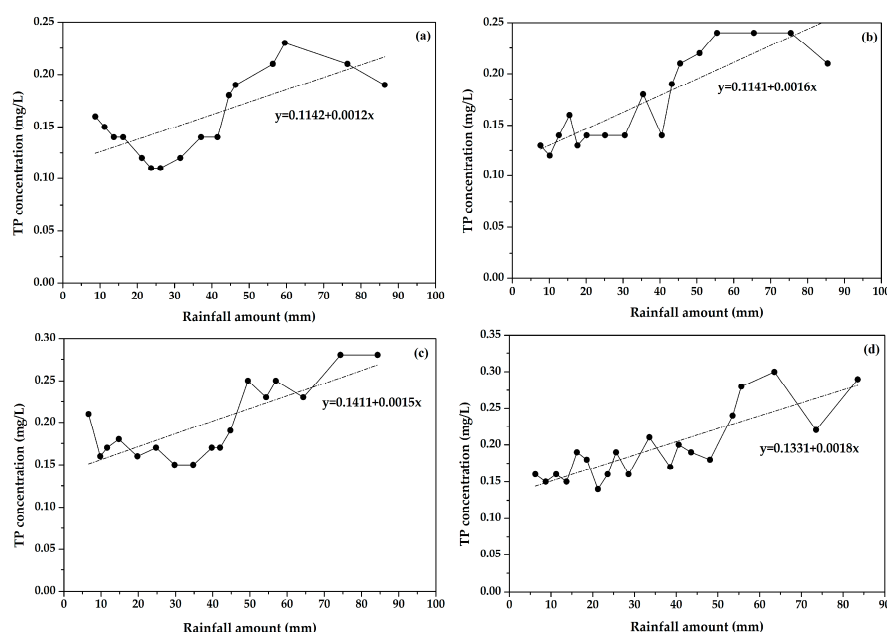 (a)
TP concentration (mg/L)
0.25
0.20
0.15
0.10
0.05
0.00
y=0.1142+0.0012x
0 10 20 30 40 50 60 70 80 90 100
Rainfall amount (mm)
(b)
TP concentration (mg/L)
0.25
0.20
0.15
0.10
0.05
0.00
y=0.1141+0.0016x
0 10 20 30 40 50 60 70 80 90 100
Rainfall amount (mm)
(c)
TP concentration (mg/L)
0.30
0.25
0.20
0.15
0.10
0.05
0.00
y=0.1411+0.0015x
0 10 20 30 40 50 60 70 80 90 100
Rainfall amount (mm)
(d)
TP concentration (mg/L)
0.35
0.30
0.25
0.20
0.15
0.10
0.05
0.00
y=0.1331+0.0018x
0 10 20 30 40 50 60 70 80 90
Rainfall amount (mm)